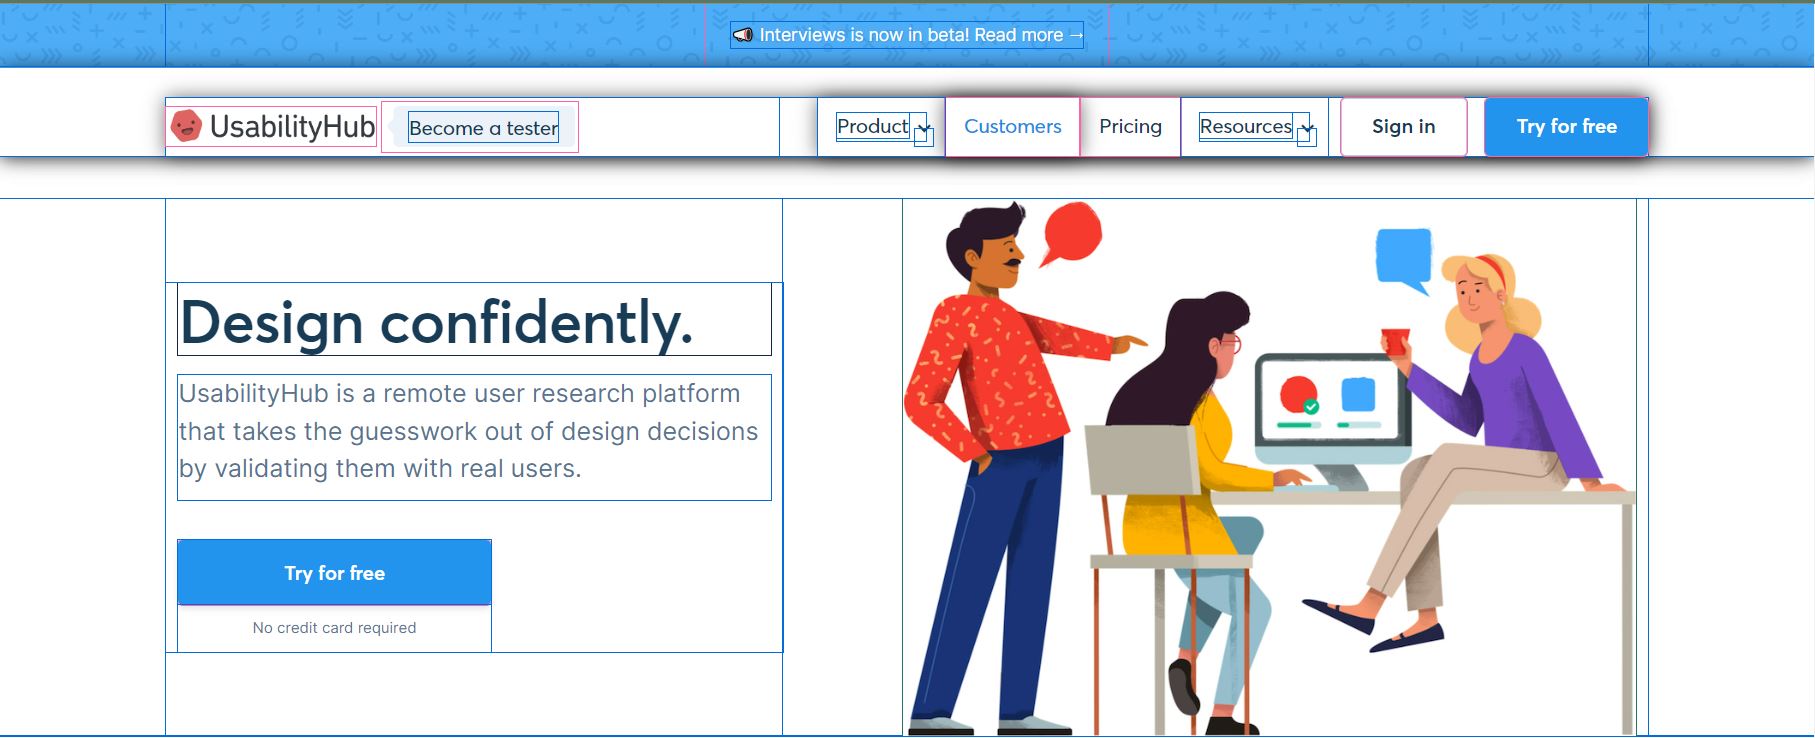 📢 Interviews is now in beta! Read more →
UsabilityHub
Become a tester
Product
Customers
Pricing
Resources
Sign in
Try for free
Design confidently.
UsabilityHub is a remote user research platform
that takes the guesswork out of design decisions
by validating them with real users.
Try for free
No credit card required